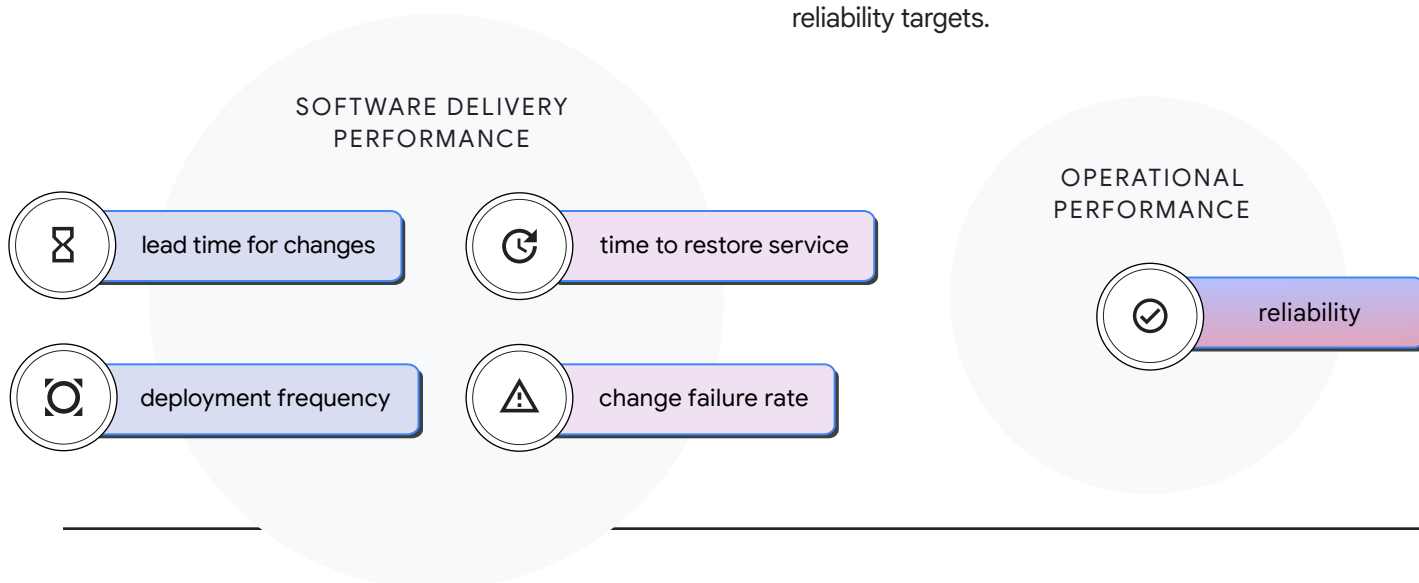 reliability targets.
SOFTWARE DELIVERY
PERFORMANCE
lead time for changes
time to restore service
deployment frequency
change failure rate
OPERATIONAL
PERFORMANCE
reliability